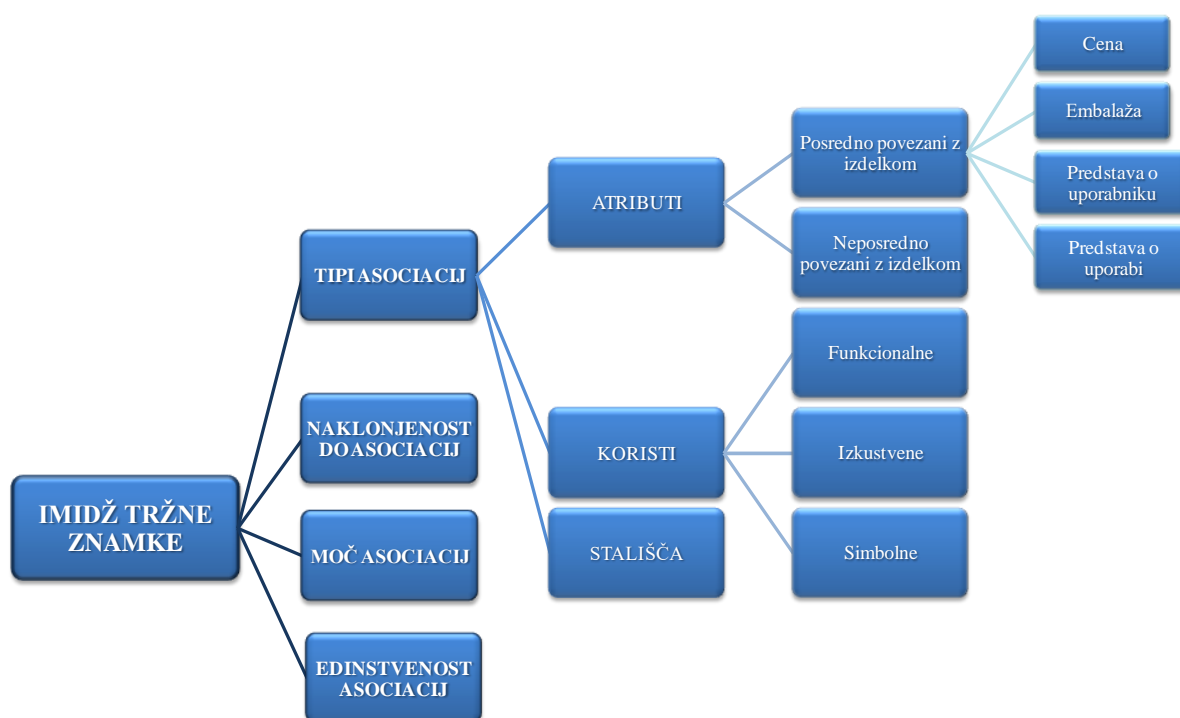 Cena
Embalaža
Predstava o
uporabniku
Predstava o
uporabi
Posredno povezani z
izdelkom
Neposredno
povezani z izdelkom
ATRIBUTI
TIPI ASOCIACIJ
Funkcionalne
Izkustvene
Simbolne
KORISTI
STALIŠČA
NAKLONJENOST
DO ASOCIACIJ
IMIDŽ TRŽNE
ZNAMKE
MOČ ASOCIACIJ
EDINSTVENOST
ASOCIACIJ